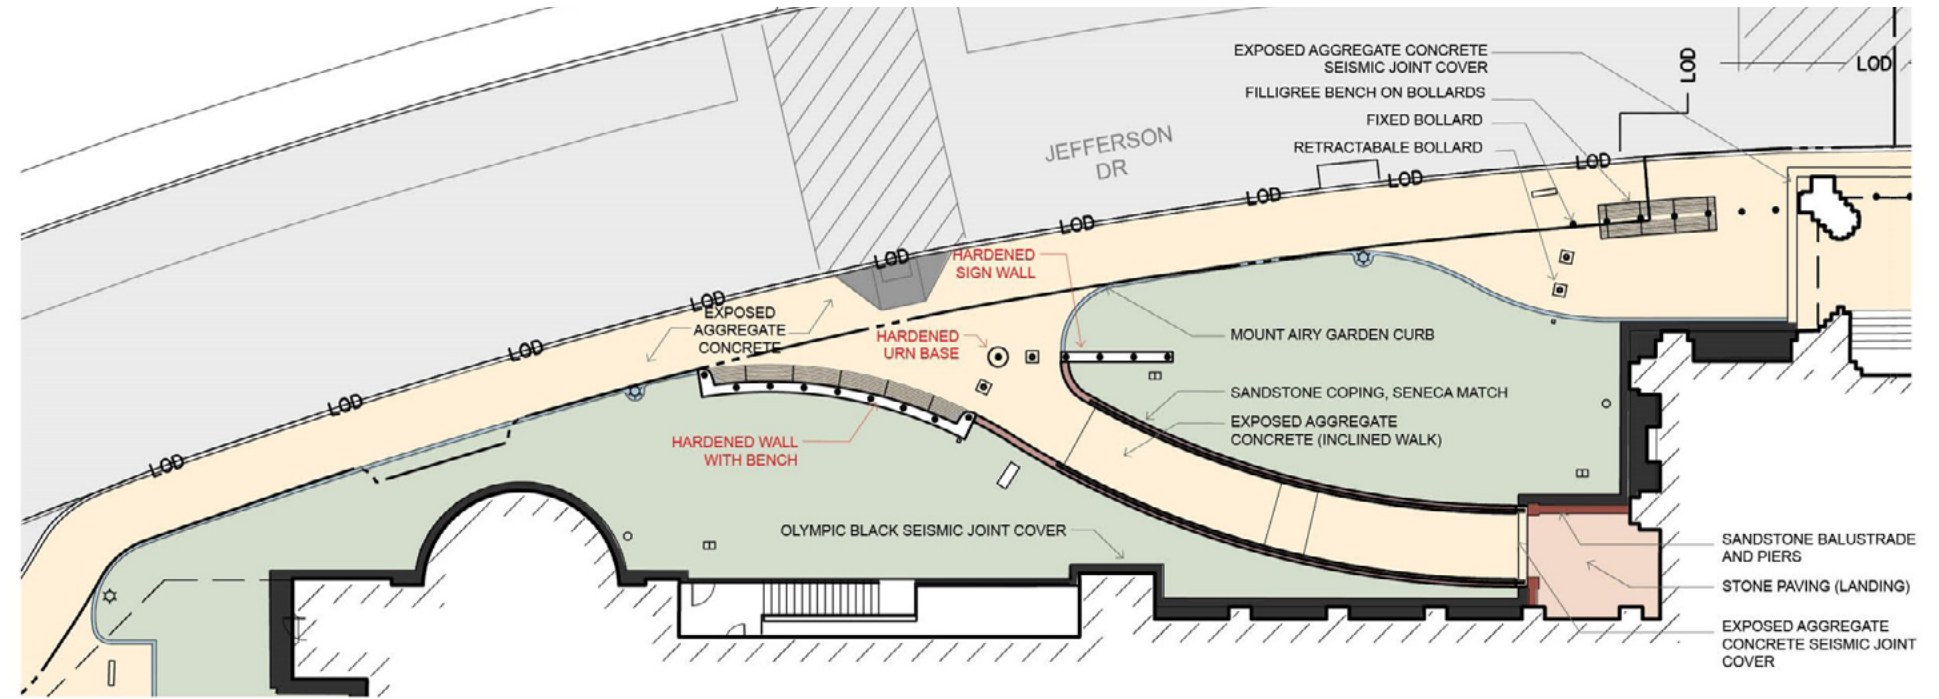 EXPOSED AGGREGATE CONCRETE
SEISMIC JOINT COVER
FILLIGREE BENCH ON BOLLARDS
FIXED BOLLARD
RETRACTABALE BOLLARD
LOD
LOD
JEFFERSON
DR
LOD
LOD
LOD
LOD
LOD
LOD
LOD
LOD
LOD
HARDENED
SIGN WALL
EXPOSED
AGGREGATE
CONCRETE
HARDENED
URN BASE
MOUNT AIRY GARDEN CURB
SANDSTONE COPING, SENECA MATCH
EXPOSED AGGREGATE
CONCRETE (INCLINED WALK)
HARDENED WALL
WITH BENCH
OLYMPIC BLACK SEISMIC JOINT COVER
SANDSTONE BALUSTRADE
AND PIERS
STONE PAVING (LANDING)
EXPOSED AGGREGATE
CONCRETE SEISMIC JOINT
COVER